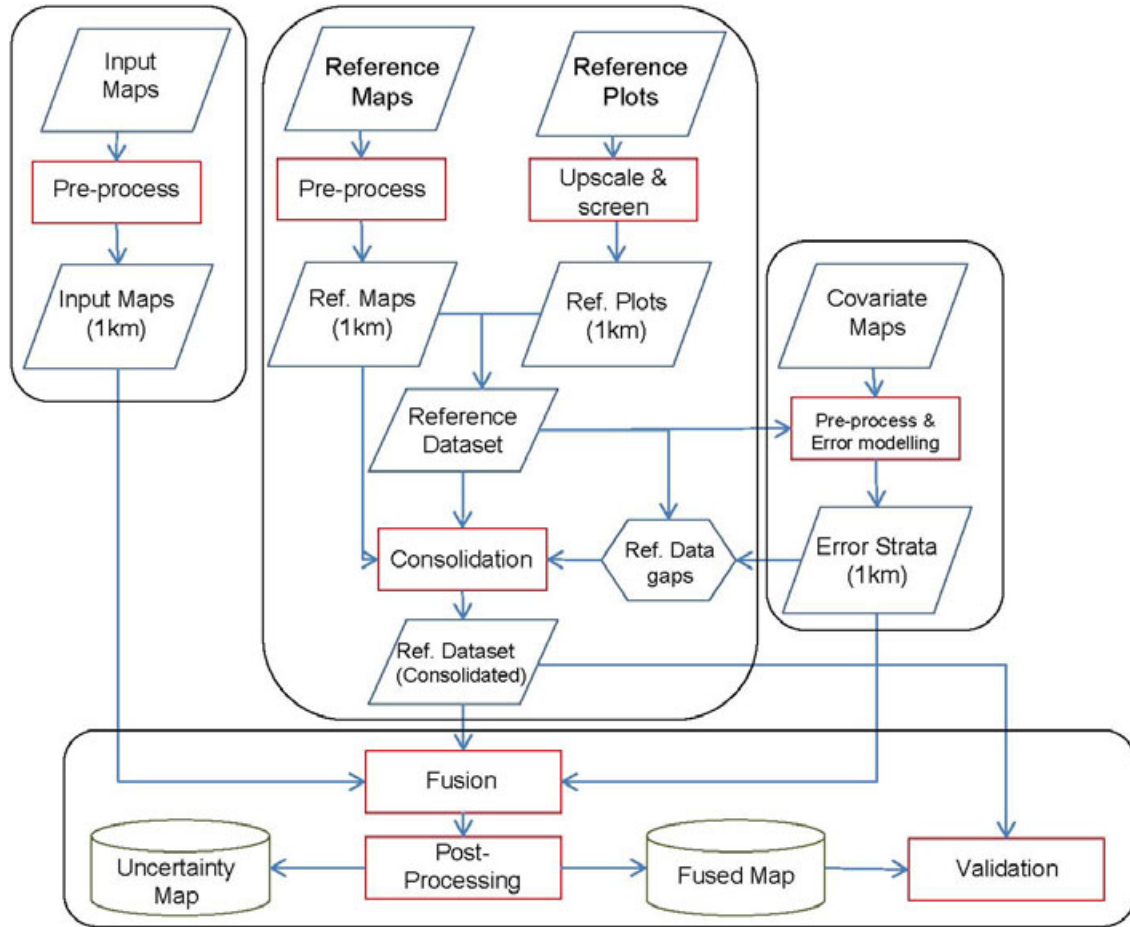 Input
Maps
Pre-process
Input Maps
(1km)
Reference
Maps
Pre-process
Ref. Maps
(1km)
Reference
Plots
Upscale &
screen
Ref. Plots
(1km)
Reference
Dataset
Consolidation
Ref. Data
gaps
Ref. Dataset
(Consolidated)
Covariate
Maps
Pre-process &
Error modelling
Error Strata
(1km)
Fusion
Post-
Processing
Uncertainty
Map
Fused Map
Validation